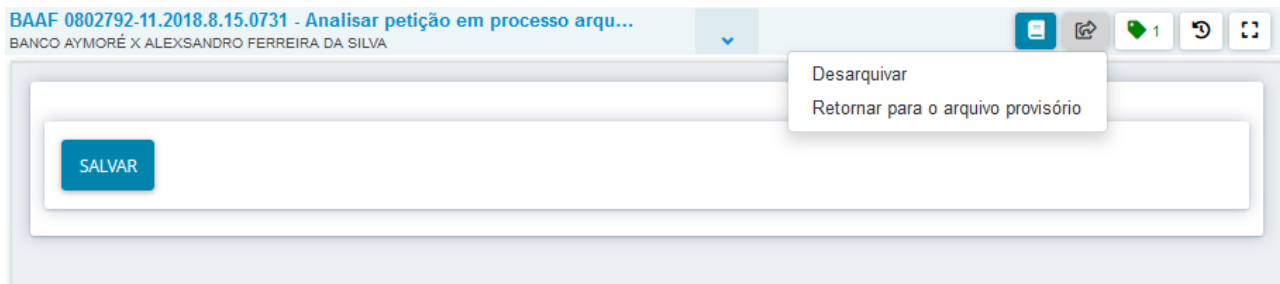 BAAF 0802792-11.2018.8.15.0731 - Analisar petição em processo arqu...
BANCO AYMORÉ X ALEXSANDRO FERREIRA DA SILVA
1
Desarquivar
Retornar para o arquivo provisório
SALVAR